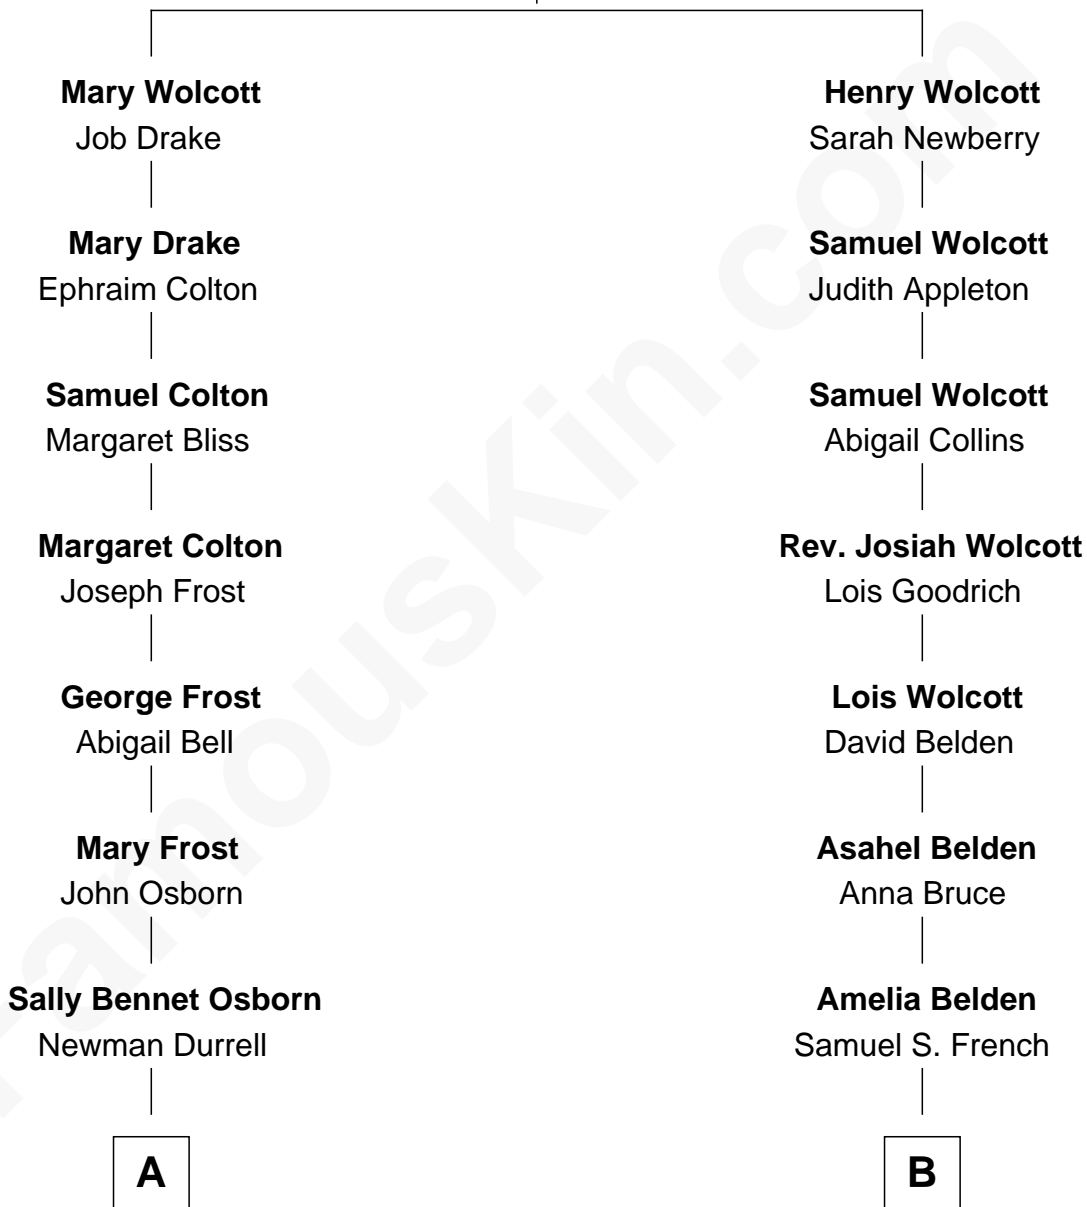 Mary Wolcott
Job Drake
Mary Drake
Ephraim Colton
Samuel Colton
Margaret Bliss
Margaret Colton
Joseph Frost
George Frost
Abigail Bell
Mary Frost
John Osborn
Sally Bennet Osborn
Newman Durrell
A
Henry Wolcott
Sarah Newberry
Samuel Wolcott
Judith Appleton
Samuel Wolcott
Abigail Collins
Rev. Josiah Wolcott
Lois Goodrich
Lois Wolcott
David Belden
Asahel Belden
Anna Bruce
Amelia Belden
Samuel S. French
B
FamousKin.com